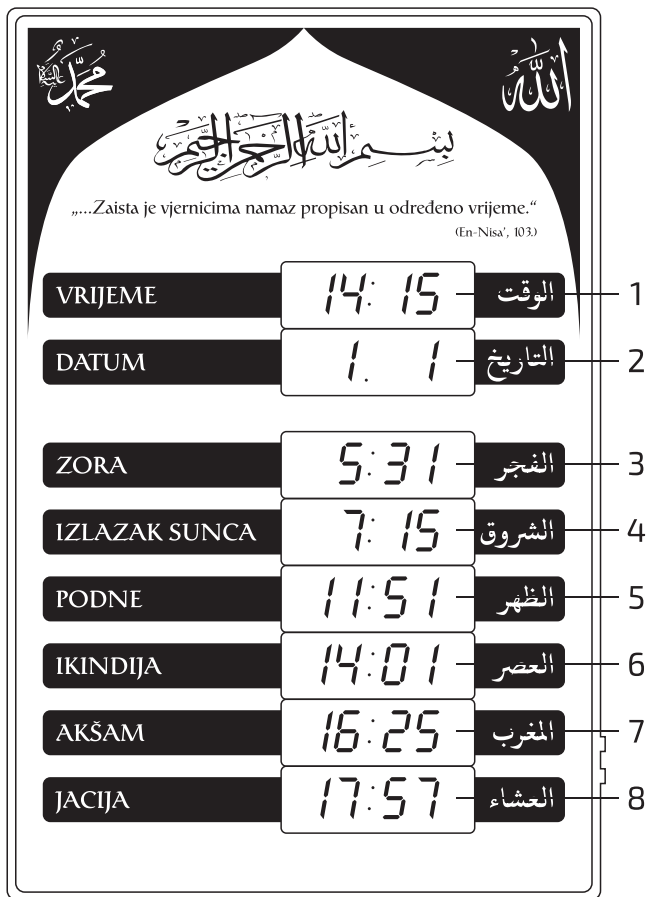 محمد الله
بسم الله الرحمن الرحيم
„...Zaista je vjernicima namaz propisan u određeno vrijeme.“
(En-Nisa', 103.)
VRIJEME 14:15 الوقت 1
DATUM 1. 1 التاريخ 2
ZORA 5:31 الفجر 3
IZLAZAK SUNCA 7:15 الشروق 4
PODNE 11:51 الظهر 5
IKINDIJA 14:01 العصر 6
AKŠAM 16:25 المغرب 7
JACIJA 17:57 العشاء 8